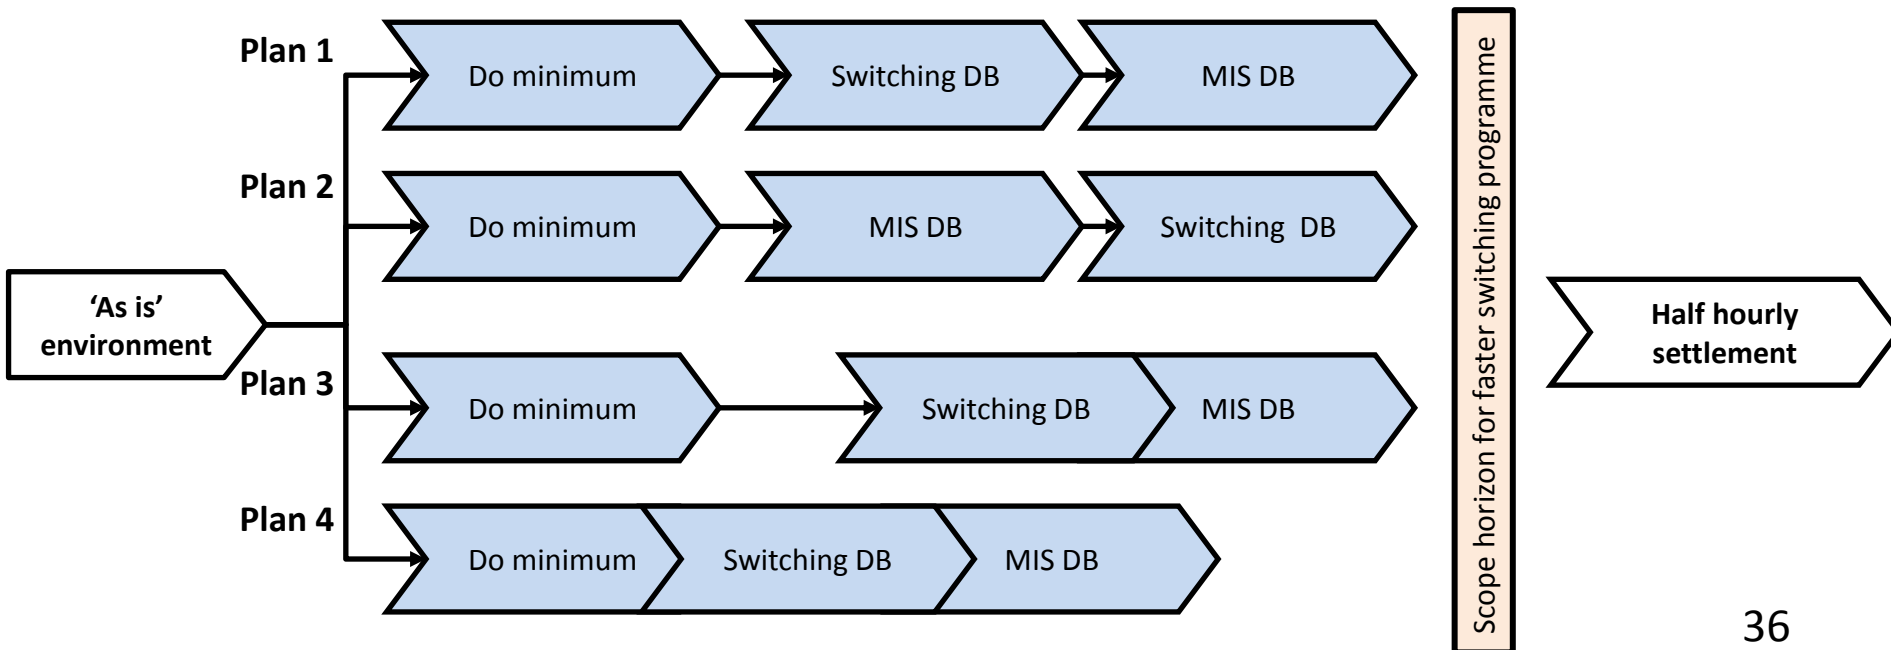 Plan 1
Do minimum
Switching DB
MIS DB
Plan 2
Do minimum
MIS DB
Switching  DB
‘As is’
environment
Plan 3
Do minimum
Switching DB
MIS DB
Plan 4
Do minimum
Switching DB
MIS DB
Scope horizon for faster switching programme
Half hourly
settlement
36